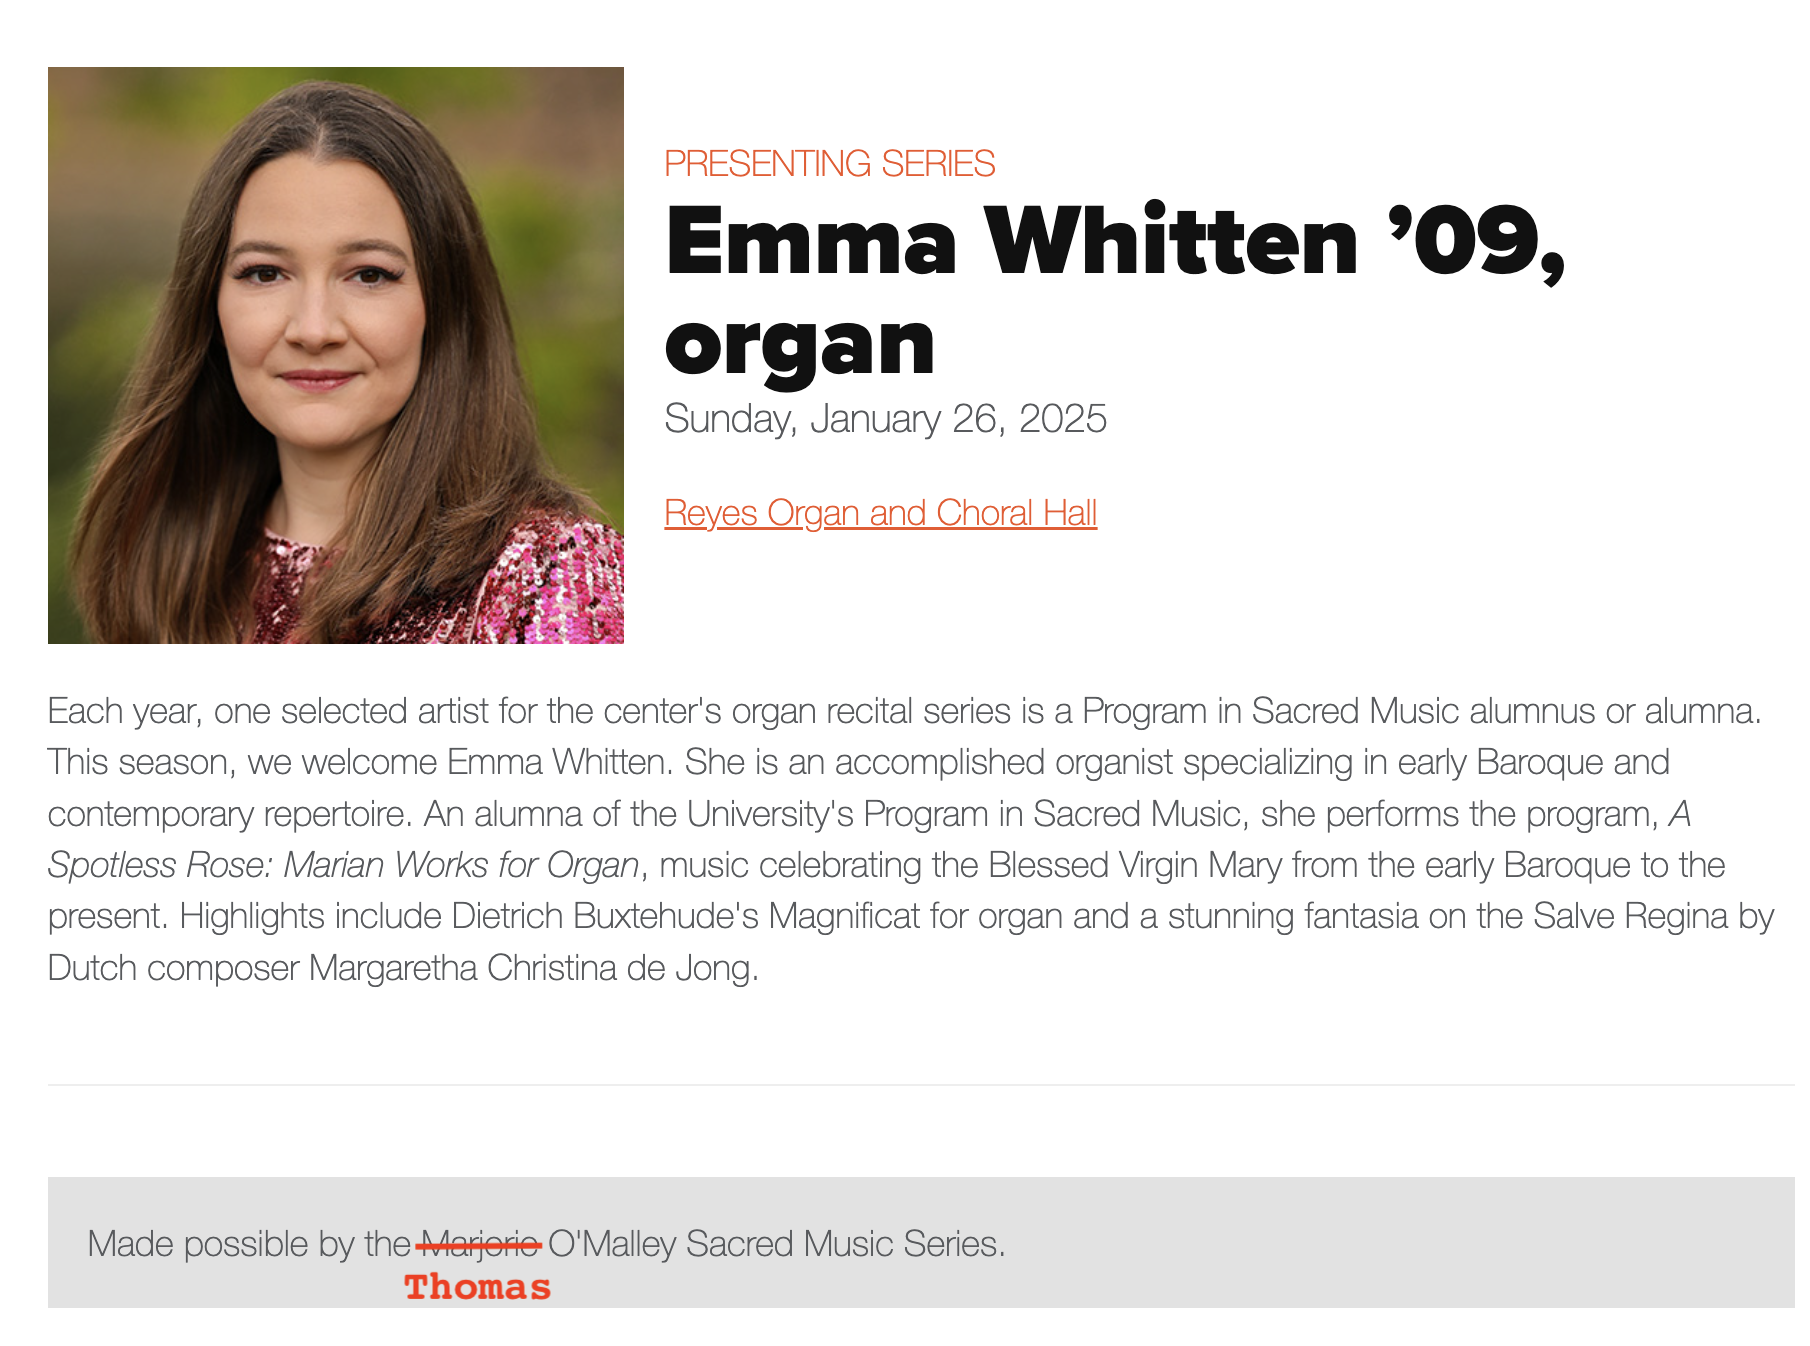 PRESENTING SERIES
Emma Whitten ’09,
organ
Sunday, January 26, 2025
Reyes Organ and Choral Hall
Each year, one selected artist for the center's organ recital series is a Program in Sacred Music alumnus or alumna.
This season, we welcome Emma Whitten. She is an accomplished organist specializing in early Baroque and
contemporary repertoire. An alumna of the University's Program in Sacred Music, she performs the program, A
Spotless Rose: Marian Works for Organ, music celebrating the Blessed Virgin Mary from the early Baroque to the
present. Highlights include Dietrich Buxtehude's Magnificat for organ and a stunning fantasia on the Salve Regina by
Dutch composer Margaretha Christina de Jong.
Made possible by the Marjorie O'Malley Sacred Music Series.
Thomas